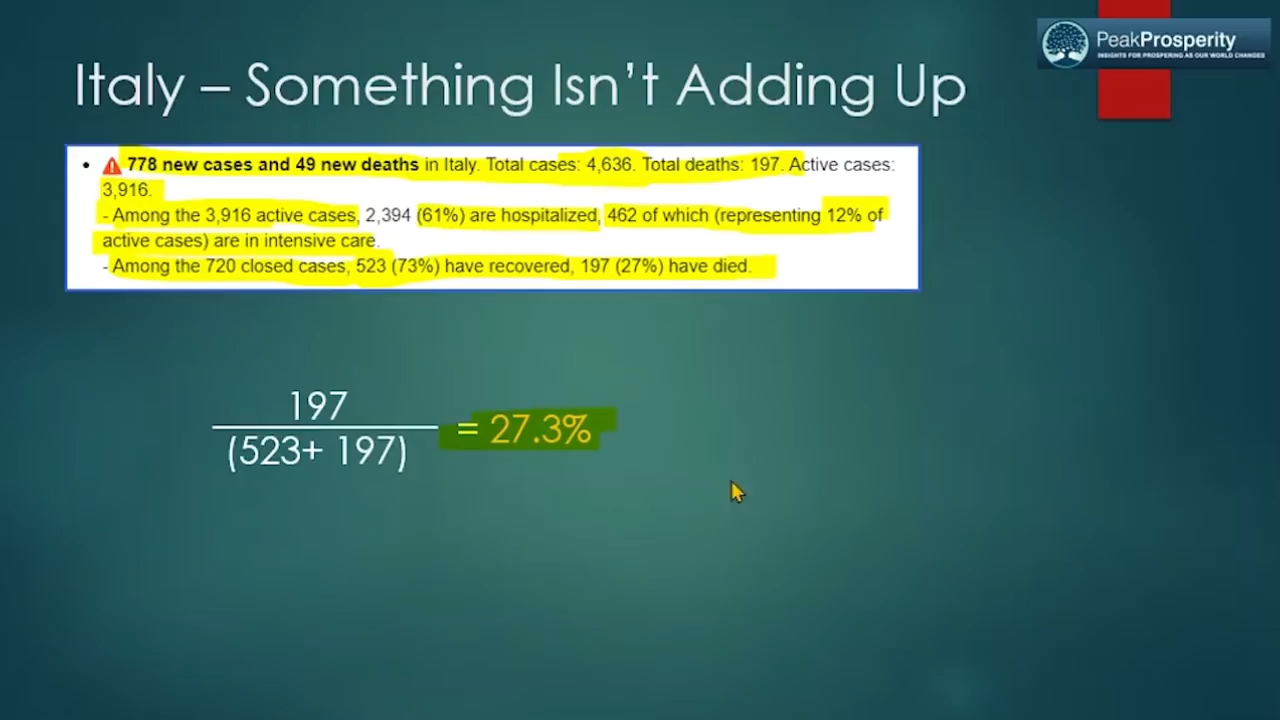 PeakProsperity
INSIGHTS FOR PROSPERING AS OUR WORLD CHANGES
Italy – Something Isn’t Adding Up
• 778 new cases and 49 new deaths in Italy. Total cases: 4,636. Total deaths: 197. Active cases:
3,916.
- Among the 3,916 active cases, 2,394 (61%) are hospitalized, 462 of which (representing 12% of
active cases) are in intensive care.
- Among the 720 closed cases, 523 (73%) have recovered, 197 (27%) have died.
197
(523+ 197)
= 27.3%